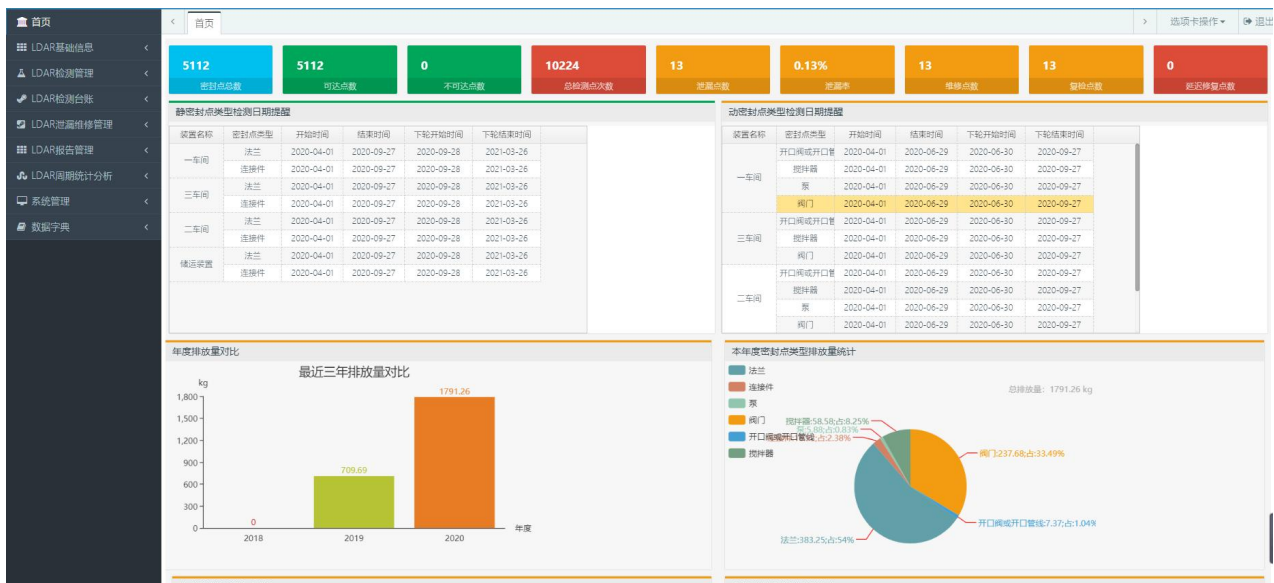 首页
LDAR基础信息
LDAR检测管理
LDAR检测台账
LDAR泄漏维修管理
LDAR报告管理
LDAR周期统计分析
系统管理
数据字典
首页 选项卡操作 退出
5112 5112 0 10224 13 0.13% 13 13 0
密封点总数 可达点数 不可达点数 总检测点次数 泄漏点数 泄漏率 维修点数 复检点数 延迟修复点数
静密封点类型检测日期提醒
装置名称 密封点类型 开始时间 结束时间 下轮开始时间 下轮结束时间
一车间 法兰 2020-04-01 2020-09-27 2020-09-28 2021-03-26
连接件 2020-04-01 2020-09-27 2020-09-28 2021-03-26
三车间 法兰 2020-04-01 2020-09-27 2020-09-28 2021-03-26
连接件 2020-04-01 2020-09-27 2020-09-28 2021-03-26
二车间 法兰 2020-04-01 2020-09-27 2020-09-28 2021-03-26
连接件 2020-04-01 2020-09-27 2020-09-28 2021-03-26
储运装置 法兰 2020-04-01 2020-09-27 2020-09-28 2021-03-26
连接件 2020-04-01 2020-09-27 2020-09-28 2021-03-26
动密封点类型检测日期提醒
装置名称 密封点类型 开始时间 结束时间 下轮开始时间 下轮结束时间
一车间 开口阀或开口管 2020-04-01 2020-06-29 2020-06-30 2020-09-27
搅拌器 2020-04-01 2020-06-29 2020-06-30 2020-09-27
泵 2020-04-01 2020-06-29 2020-06-30 2020-09-27
阀门 2020-04-01 2020-06-29 2020-06-30 2020-09-27
三车间 开口阀或开口管 2020-04-01 2020-06-29 2020-06-30 2020-09-27
搅拌器 2020-04-01 2020-06-29 2020-06-30 2020-09-27
阀门 2020-04-01 2020-06-29 2020-06-30 2020-09-27
二车间 开口阀或开口管 2020-04-01 2020-06-29 2020-06-30 2020-09-27
搅拌器 2020-04-01 2020-06-29 2020-06-30 2020-09-27
泵 2020-04-01 2020-06-29 2020-06-30 2020-09-27
阀门 2020-04-01 2020-06-29 2020-06-30 2020-09-27
年度排放量对比
最近三年排放量对比
kg
1,800
1,500
1,200
900
600
300
0
0
709.69
1791.26
2018 2019 2020 年度
本年度密封点类型排放量统计
法兰
连接件
泵
阀门
开口阀或开口管线
搅拌器
总排放量：1791.26 kg
搅拌器:58.58;占:8.25%
泵:5.88;占:0.83%
占:2.38%
阀门:237.68;占:33.49%
开口阀或开口管线:7.37;占:1.04%
法兰:383.25;占:54%